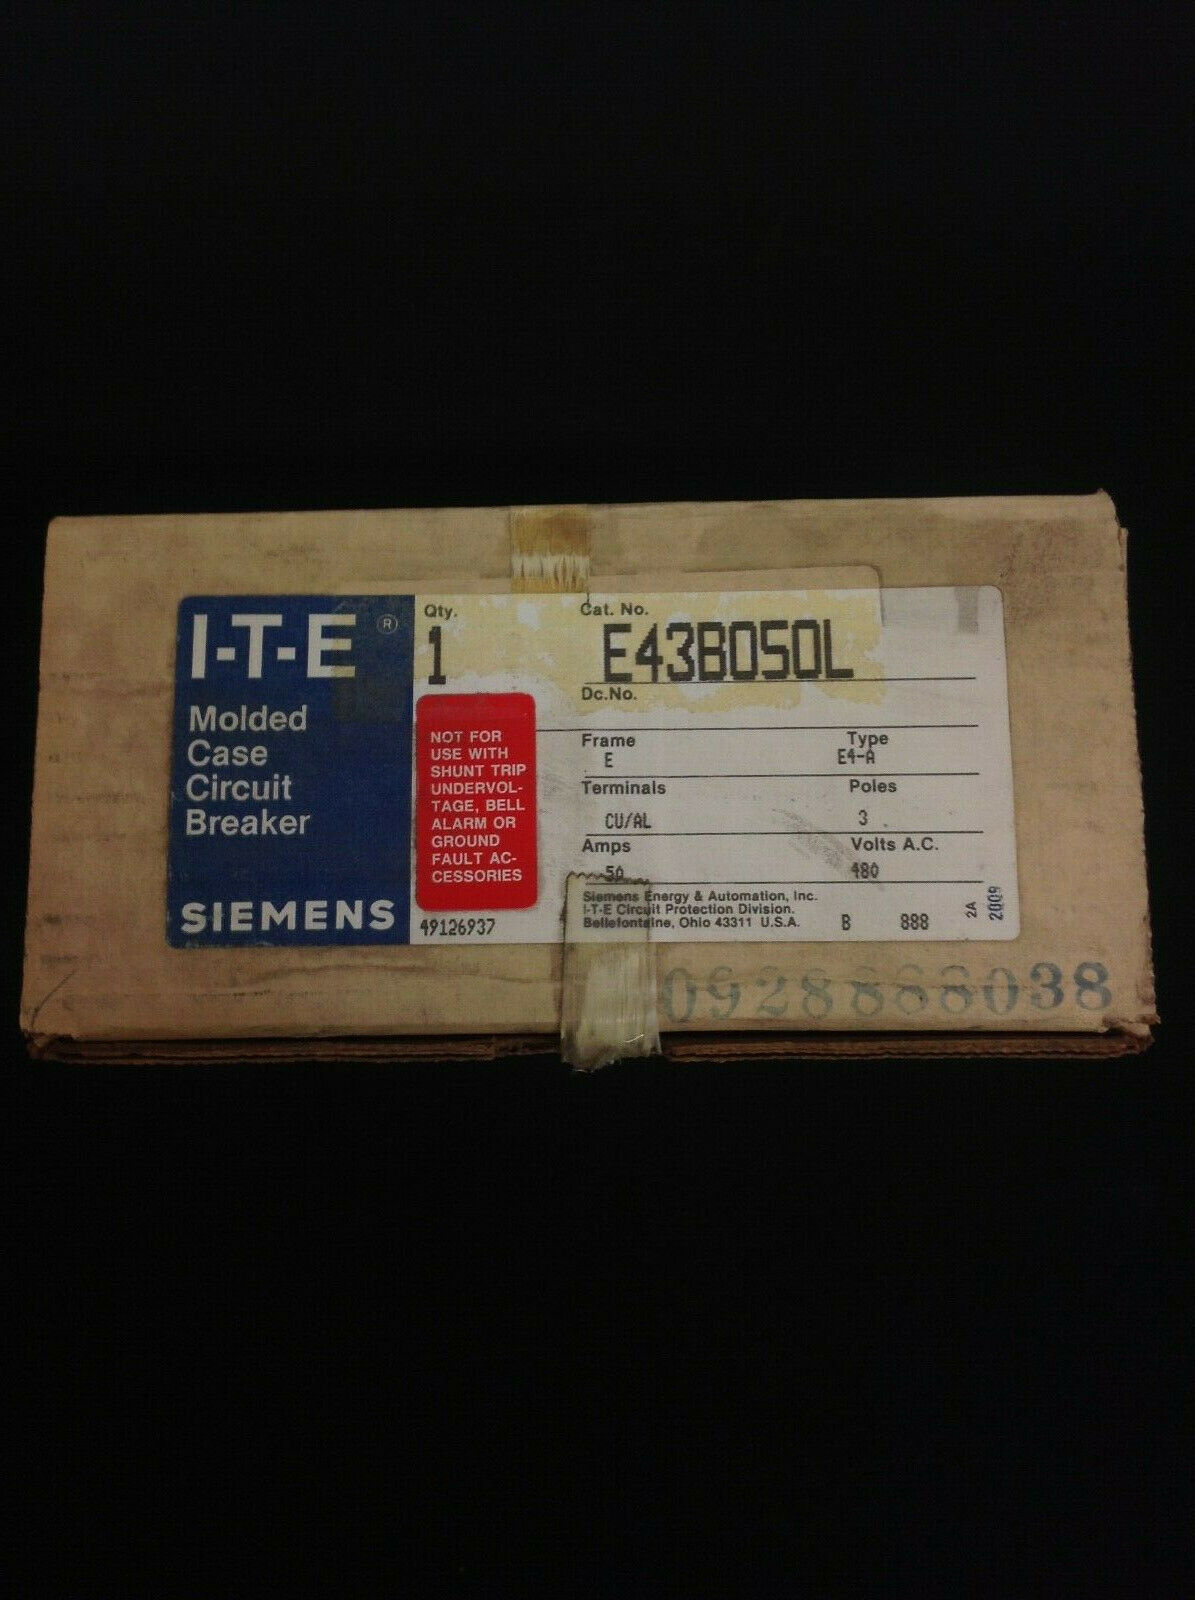 I-T-E ®
Molded
Case
Circuit
Breaker
SIEMENS
Qty.
1
NOT FOR
USE WITH
SHUNT TRIP
UNDERVOL-
TAGE, BELL
ALARM OR
GROUND
FAULT AC-
CESSORIES
49126937
Cat. No.
E43B050L
Dc.No.
Frame Type
E E4-A
Terminals Poles
CU/AL 3
Amps Volts A.C.
50 480
Siemens Energy & Automation, Inc.
I-T-E Circuit Protection Division.
Bellefontaine, Ohio 43311 U.S.A.
B 888
2A
2009
0928888038